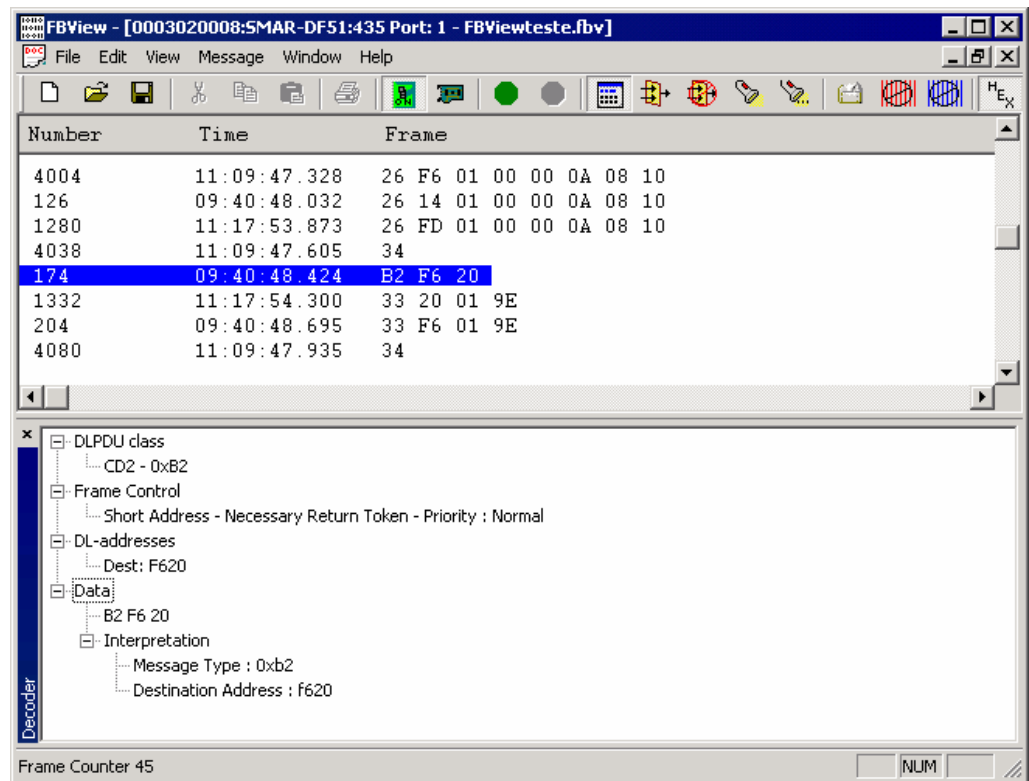 FBView - [0003020008:SMAR-DF51:435 Port: 1 - FBViewteste.fbv]
File Edit View Message Window Help
HEX
Number Time Frame
4004 11:09:47.328 26 F6 01 00 00 0A 08 10
126 09:40:48.032 26 14 01 00 00 0A 08 10
1280 11:17:53.873 26 FD 01 00 00 0A 08 10
4038 11:09:47.605 34
174 09:40:48.424 B2 F6 20
1332 11:17:54.300 33 20 01 9E
204 09:40:48.695 33 F6 01 9E
4080 11:09:47.935 34
DLPDU class
CD2 - 0xB2
Frame Control
Short Address - Necessary Return Token - Priority : Normal
DL-addresses
Dest: F620
Data
B2 F6 20
Interpretation
Message Type : 0xb2
Destination Address : f620
Decoder
Frame Counter 45 NUM